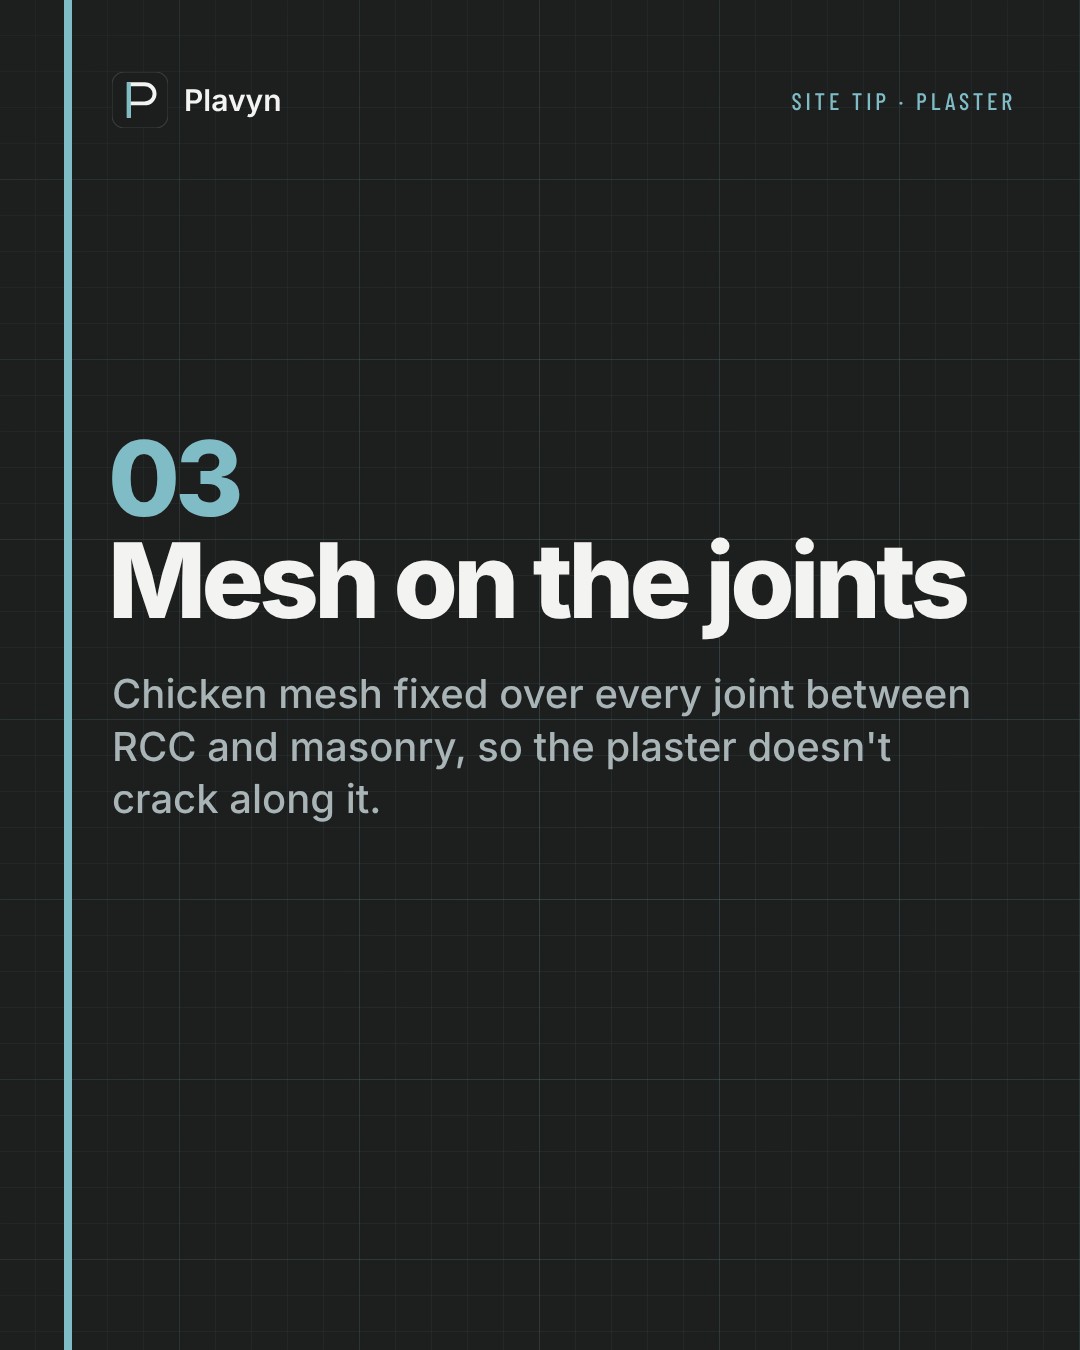 Plavyn
SITE TIP · PLASTER
03
Mesh on the joints
Chicken mesh fixed over every joint between
RCC and masonry, so the plaster doesn't
crack along it.